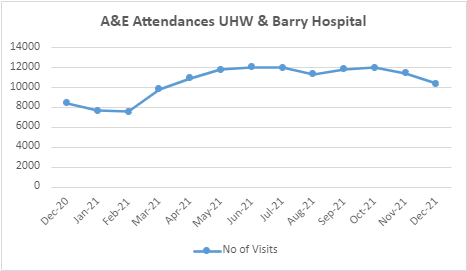 A&E Attendances UHW & Barry Hospital
14000
12000
10000
8000
6000
4000
2000
0
Dec-20 Jan-21 Feb-21 Mar-21 Apr-21 May-21 Jun-21 Jul-21 Aug-21 Sep-21 Oct-21 Nov-21 Dec-21
No of Visits